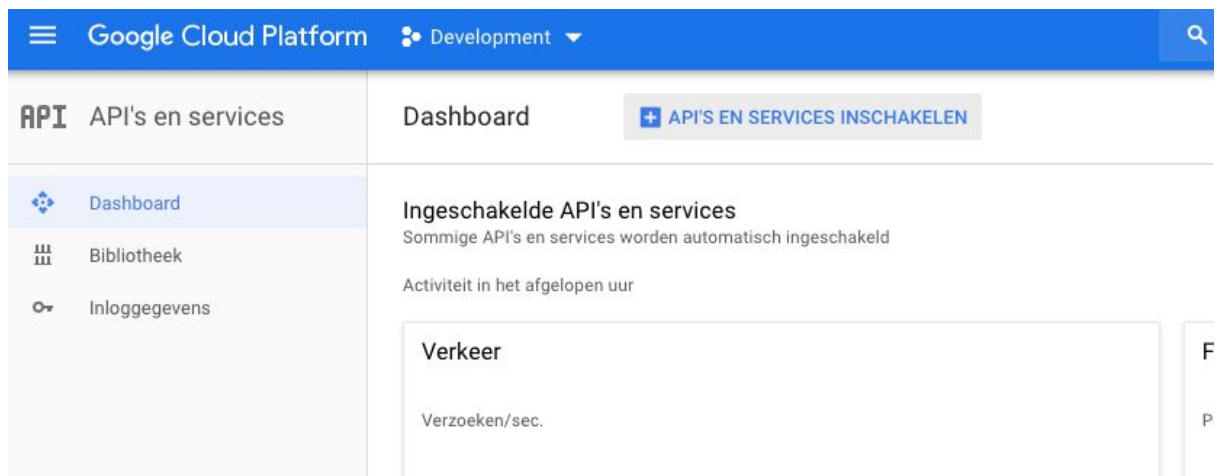 Google Cloud Platform Development
API API's en services
Dashboard API'S EN SERVICES INSCHAKELEN
Dashboard
Bibliotheek
Inloggegevens
Ingeschakelde API's en services
Sommige API's en services worden automatisch ingeschakeld
Activiteit in het afgelopen uur
Verkeer
Verzoeken/sec.
F
P